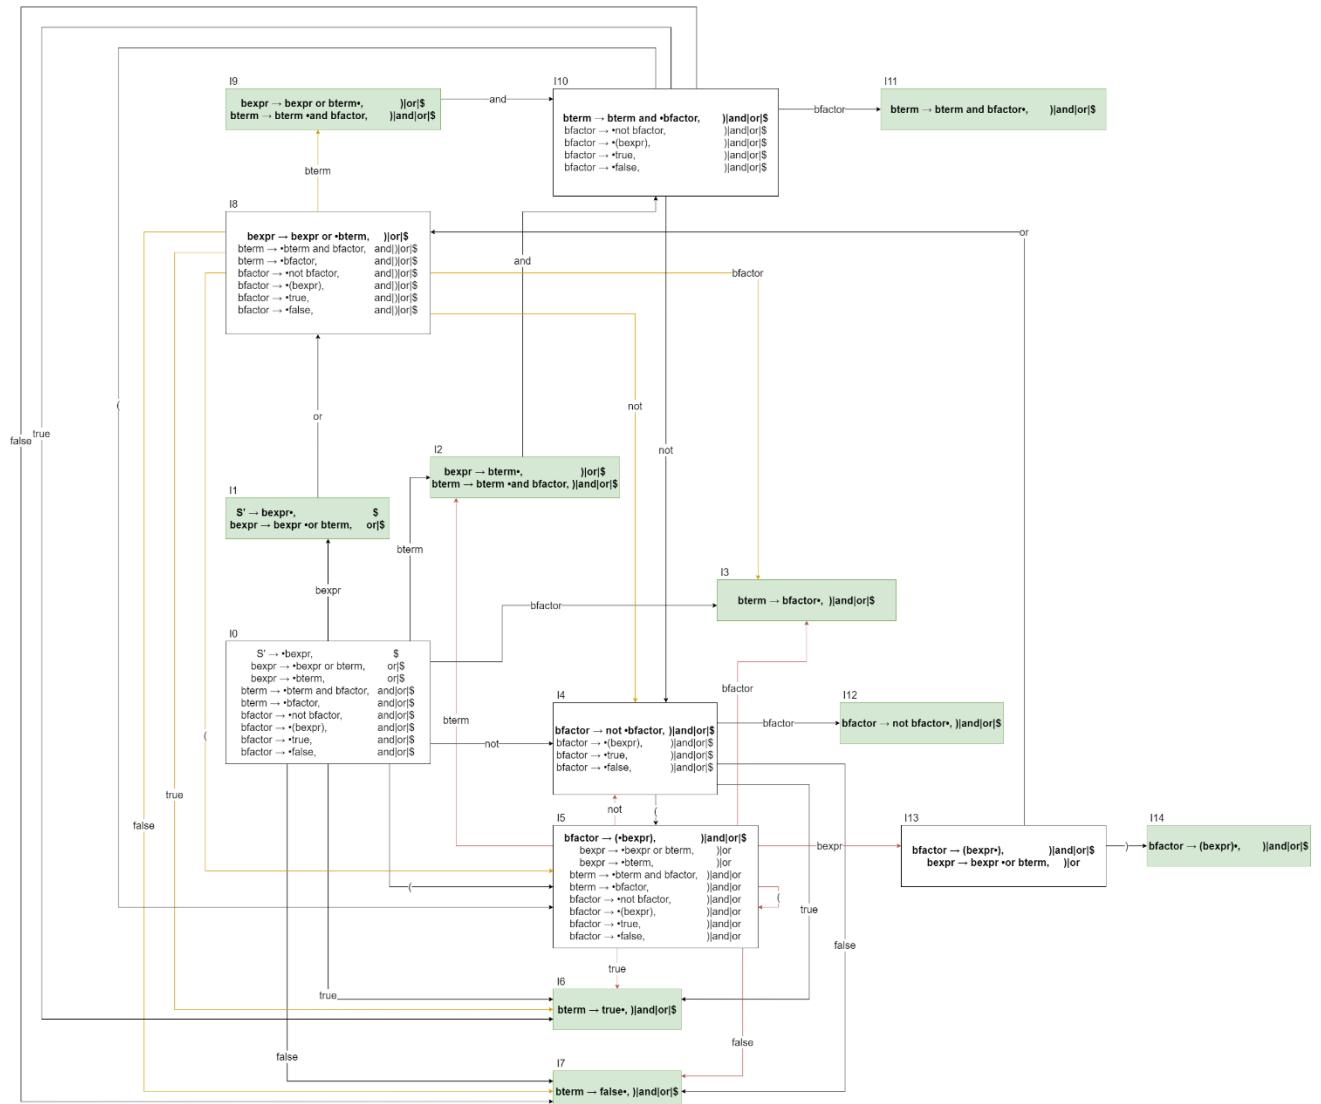 I9
bexpr → bexpr or bterm•, )|or|$
bterm → bterm •and bfactor, )|and|or|$
and
I10
bterm → bterm and •bfactor, )|and|or|$
bfactor → •not bfactor, )|and|or|$
bfactor → •(bexpr), )|and|or|$
bfactor → •true, )|and|or|$
bfactor → •false, )|and|or|$
bfactor
I11
bterm → bterm and bfactor•, )|and|or|$
bterm
I8
bexpr → bexpr or •bterm, )|or|$
bterm → •bterm and bfactor, and|)|or|$
bterm → •bfactor, and|)|or|$
bfactor → •not bfactor, and|)|or|$
bfactor → •(bexpr), and|)|or|$
bfactor → •true, and|)|or|$
bfactor → •false, and|)|or|$
and
bfactor
or
(
or
not
false
true
not
I2
bexpr → bterm•, )|or|$
bterm → bterm •and bfactor, )|and|or|$
I1
S' → bexpr•, $
bexpr → bexpr •or bterm, or|$
bterm
bexpr
bfactor
I3
bterm → bfactor•, )|and|or|$
I0
S' → •bexpr, $
bexpr → •bexpr or bterm, or|$
bexpr → •bterm, or|$
bterm → •bterm and bfactor, and|or|$
bterm → •bfactor, and|or|$
bfactor → •not bfactor, and|or|$
bfactor → •(bexpr), and|or|$
bfactor → •true, and|or|$
bfactor → •false, and|or|$
(
bterm
not
bfactor
I4
bfactor → not •bfactor, )|and|or|$
bfactor → •(bexpr), )|and|or|$
bfactor → •true, )|and|or|$
bfactor → •false, )|and|or|$
bfactor
I12
bfactor → not bfactor•, )|and|or|$
true
false
not
(
I5
bfactor → (•bexpr), )|and|or|$
bexpr → •bexpr or bterm, )|or
bexpr → •bterm, )|or
bterm → •bterm and bfactor, )|and|or
bterm → •bfactor, )|and|or
bfactor → •not bfactor, )|and|or
bfactor → •(bexpr), )|and|or
bfactor → •true, )|and|or
bfactor → •false, )|and|or
(
(
bexpr
I13
bfactor → (bexpr•), )|and|or|$
bexpr → bexpr •or bterm, )|or
)
I14
bfactor → (bexpr)•, )|and|or|$
true
false
true
true
I6
bterm → true•, )|and|or|$
false
false
I7
bterm → false•, )|and|or|$